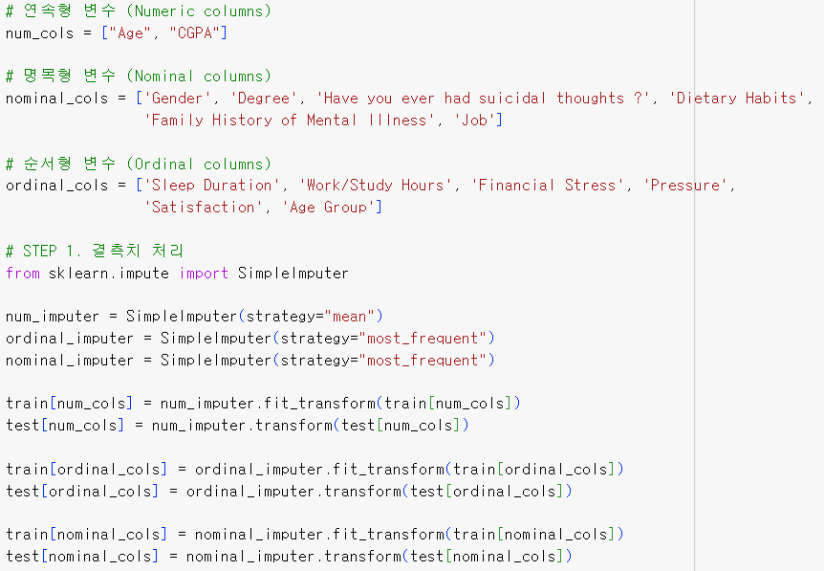 # 연속형 변수 (Numeric columns)
num_cols = ["Age", "CGPA"]
# 명목형 변수 (Nominal columns)
nominal_cols = ['Gender', 'Degree', 'Have you ever had suicidal thoughts ?', 'Dietary Habits',
'Family History of Mental Illness', 'Job']
# 순서형 변수 (Ordinal columns)
ordinal_cols = ['Sleep Duration', 'Work/Study Hours', 'Financial Stress', 'Pressure',
'Satisfaction', 'Age Group']
# STEP 1. 결측치 처리
from sklearn.impute import SimpleImputer
num_imputer = SimpleImputer(strategy="mean")
ordinal_imputer = SimpleImputer(strategy="most_frequent")
nominal_imputer = SimpleImputer(strategy="most_frequent")
train[num_cols] = num_imputer.fit_transform(train[num_cols])
test[num_cols] = num_imputer.transform(test[num_cols])
train[ordinal_cols] = ordinal_imputer.fit_transform(train[ordinal_cols])
test[ordinal_cols] = ordinal_imputer.transform(test[ordinal_cols])
train[nominal_cols] = nominal_imputer.fit_transform(train[nominal_cols])
test[nominal_cols] = nominal_imputer.transform(test[nominal_cols])